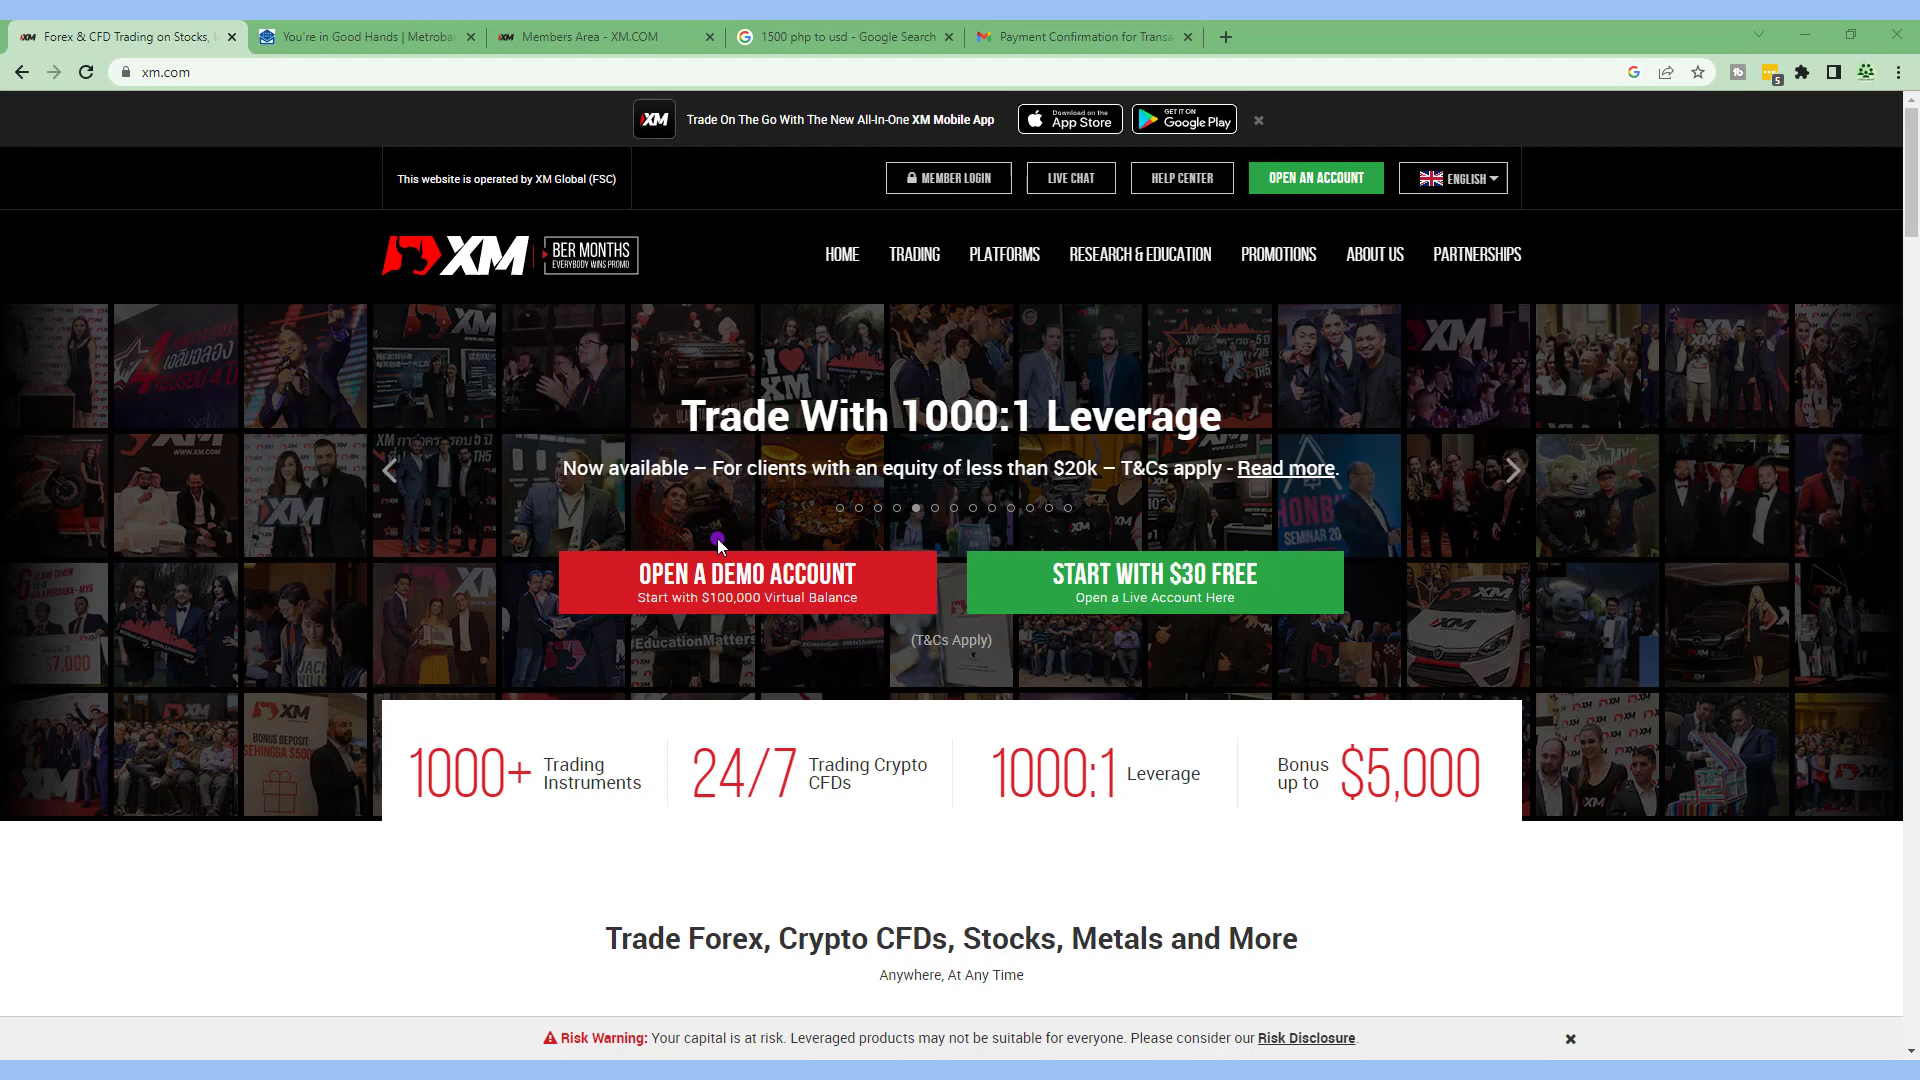 Forex & CFD Trading on Stocks, I
You're in Good Hands | Metroba
Members Area - XM.COM
1500 php to usd - Google Search
Payment Confirmation for Transa
xm.com
5
XM
Trade On The Go With The New All-In-One XM Mobile App
Download on the
App Store
GET IT ON
Google Play
This website is operated by XM Global (FSC)
MEMBER LOGIN
LIVE CHAT
HELP CENTER
OPEN AN ACCOUNT
ENGLISH
XM
BER MONTHS
EVERYBODY WINS PROMO
HOME
TRADING
PLATFORMS
RESEARCH & EDUCATION
PROMOTIONS
ABOUT US
PARTNERSHIPS
Trade With 1000:1 Leverage
Now available – For clients with an equity of less than $20k – T&Cs apply - Read more.
OPEN A DEMO ACCOUNT
Start with $100,000 Virtual Balance
START WITH $30 FREE
Open a Live Account Here
(T&Cs Apply)
#EducationMatters
1000+
Trading
Instruments
24/7
Trading Crypto
CFDs
1000:1
Leverage
Bonus
up to
$5,000
Trade Forex, Crypto CFDs, Stocks, Metals and More
Anywhere, At Any Time
Risk Warning: Your capital is at risk. Leveraged products may not be suitable for everyone. Please consider our Risk Disclosure.